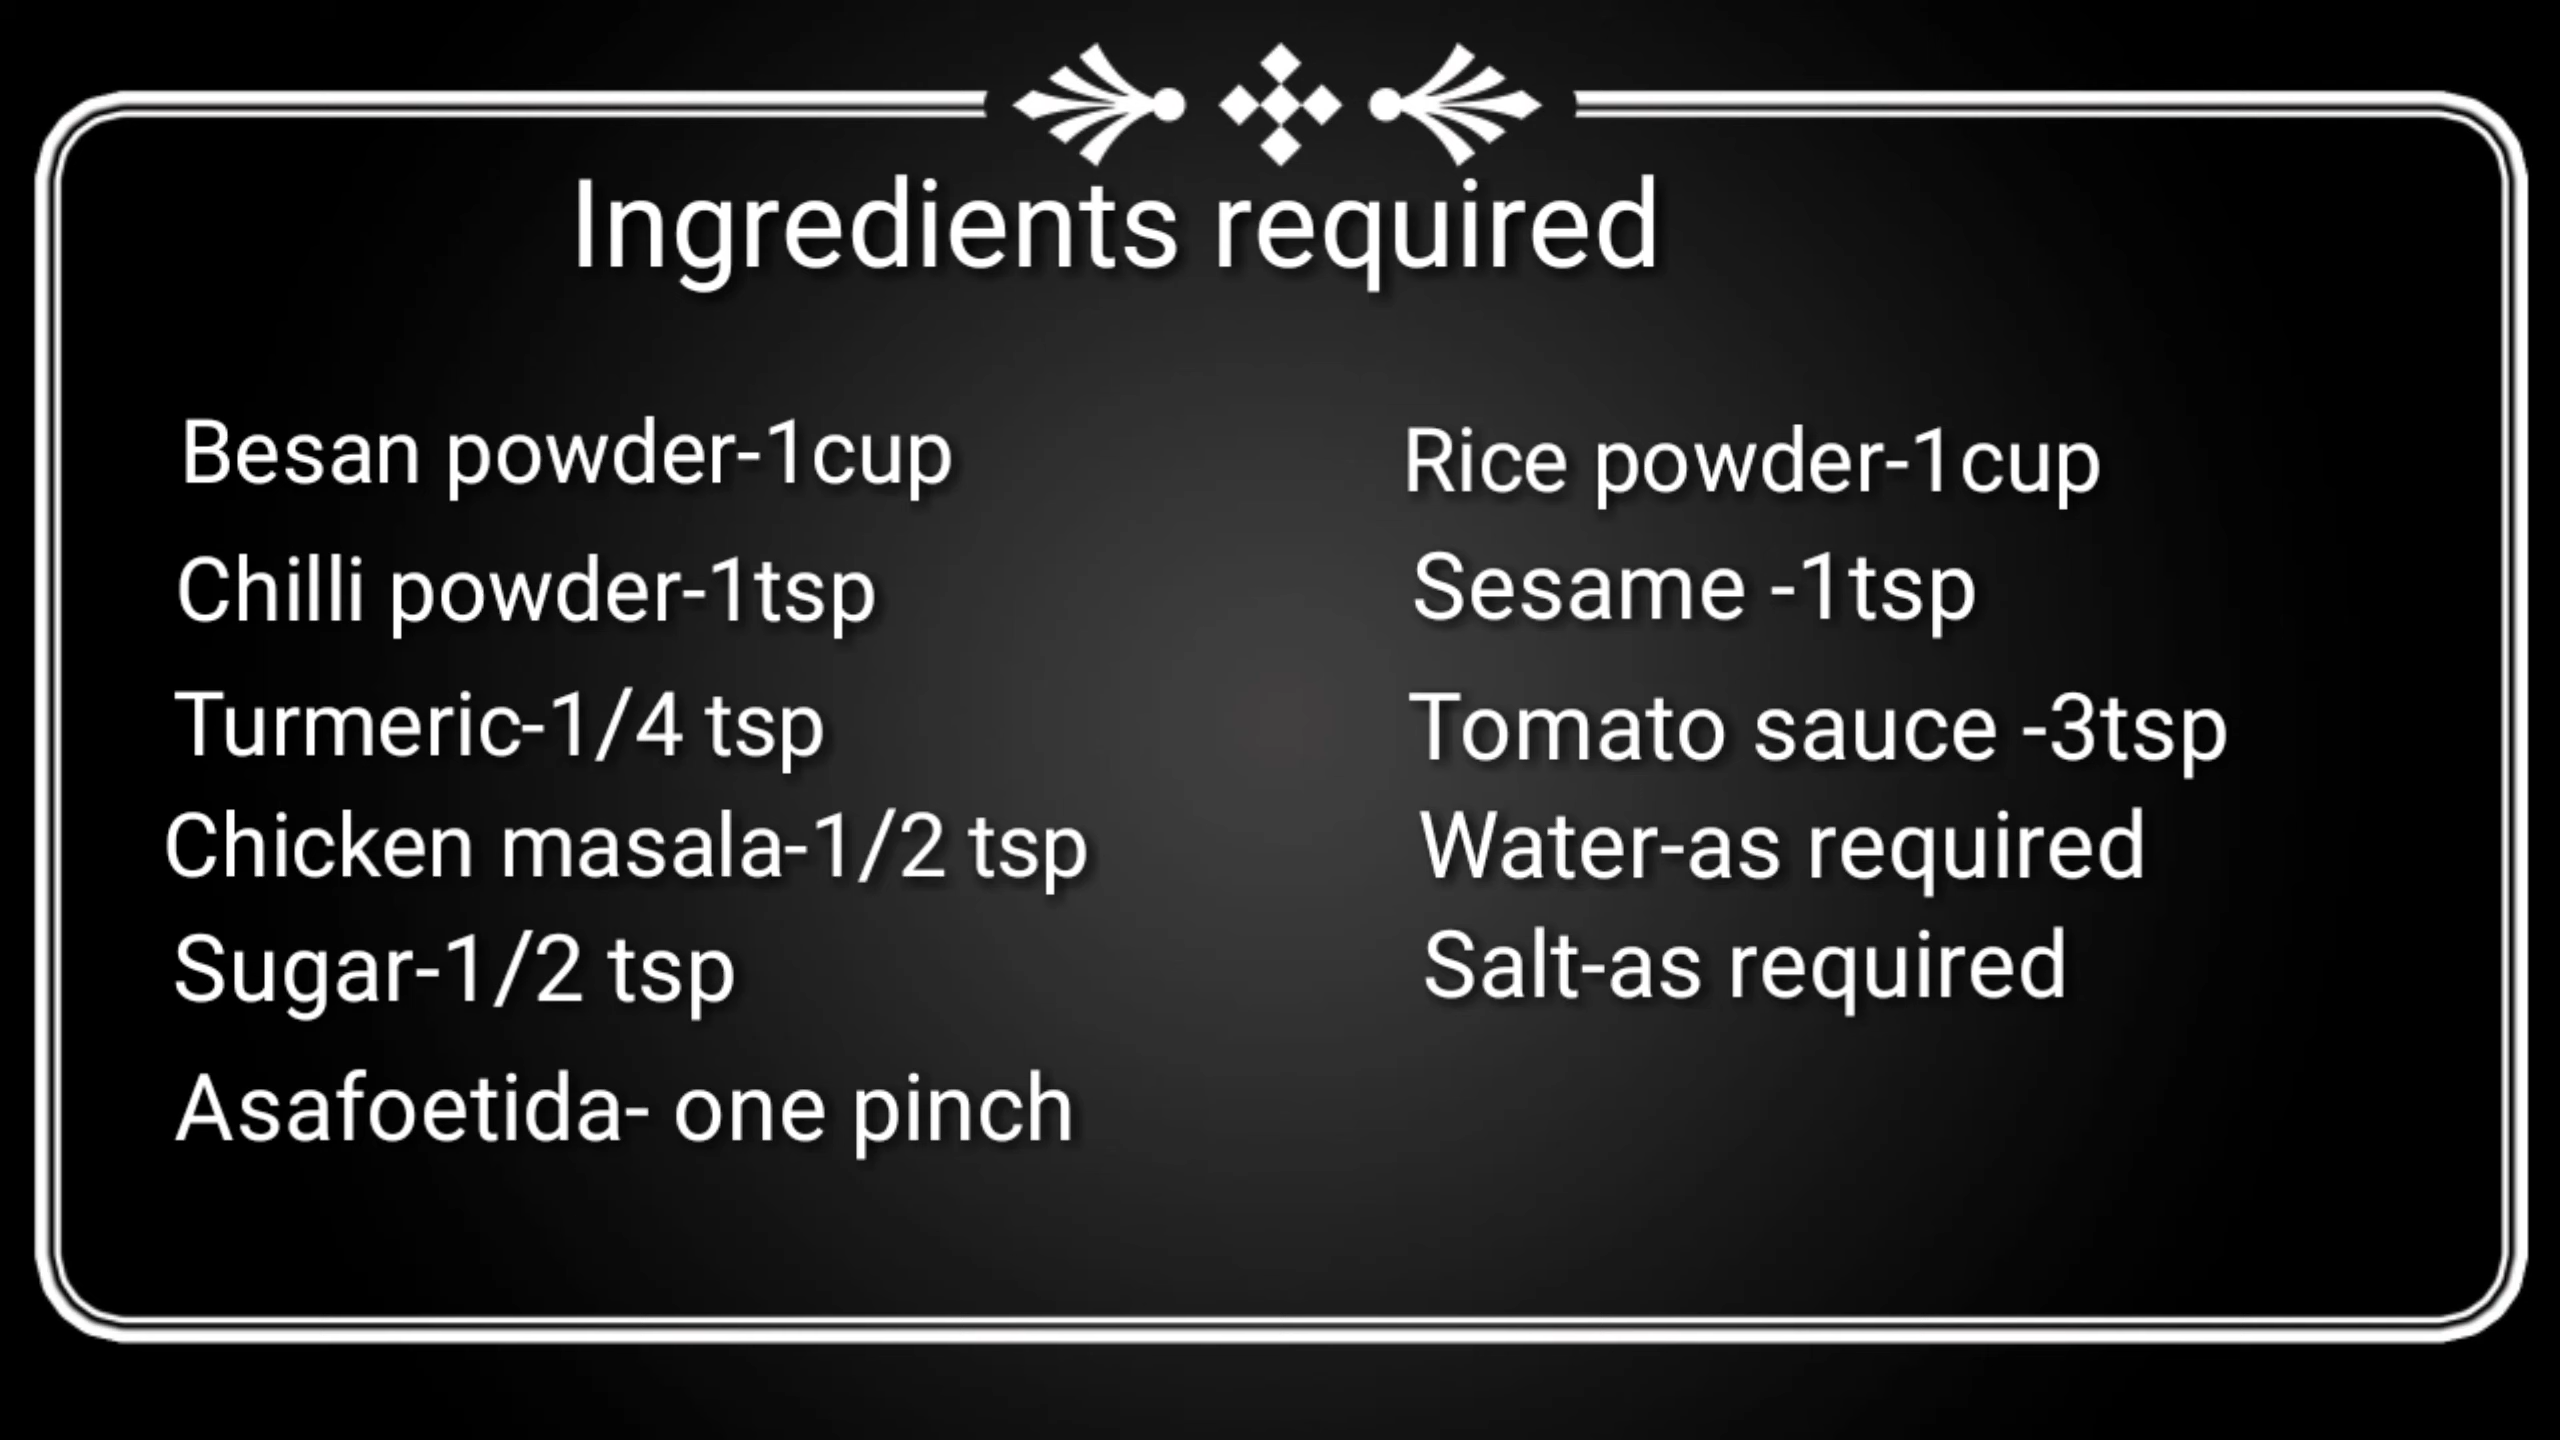 Ingredients required
Besan powder-1cup
Chilli powder-1tsp
Turmeric-1/4 tsp
Chicken masala-1/2 tsp
Sugar-1/2 tsp
Asafoetida- one pinch
Rice powder-1cup
Sesame -1tsp
Tomato sauce -3tsp
Water-as required
Salt-as required